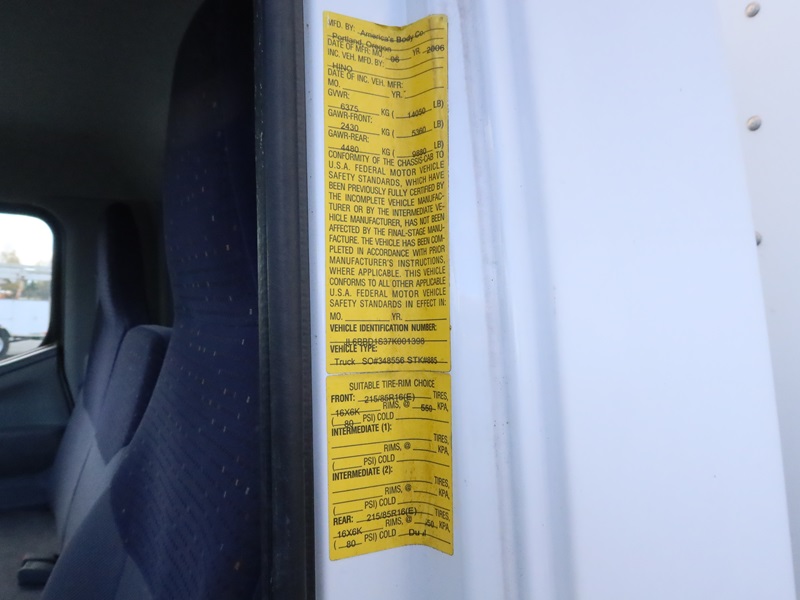 MFD. BY: America's Body Co.
Portland, Oregon
DATE OF MFR: MO. 06 YR. 2006
INC. VEH. MFD. BY:
HINO
DATE OF INC. VEH. MFR:
MO. YR.
GVWR:
6375 KG ( 14050 LB)
GAWR-FRONT:
2430 KG ( 5360 LB)
GAWR-REAR:
4480 KG ( 9880 LB)
CONFORMITY OF THE CHASSIS-CAB TO
U.S.A. FEDERAL MOTOR VEHICLE
SAFETY STANDARDS, WHICH HAVE
BEEN PREVIOUSLY FULLY CERTIFIED BY
THE INCOMPLETE VEHICLE MANUFAC-
TURER OR BY THE INTERMEDIATE VE-
HICLE MANUFACTURER, HAS NOT BEEN
AFFECTED BY THE FINAL-STAGE MANU-
FACTURE. THE VEHICLE HAS BEEN COM-
PLETED IN ACCORDANCE WITH PRIOR
MANUFACTURER'S INSTRUCTIONS,
WHERE APPLICABLE. THIS VEHICLE
CONFORMS TO ALL OTHER APPLICABLE
U.S.A. FEDERAL MOTOR VEHICLE
SAFETY STANDARDS IN EFFECT IN:
MO. YR.
VEHICLE IDENTIFICATION NUMBER:
JL6BBD1S37K001398
VEHICLE TYPE:
Truck SO#348556 STK#885
SUITABLE TIRE-RIM CHOICE
FRONT: 215/85R16(E) TIRES,
16X6K RIMS, @ 550 KPA,
( 80 PSI) COLD
INTERMEDIATE (1):
TIRES,
RIMS, @ KPA,
( PSI) COLD
INTERMEDIATE (2):
TIRES,
RIMS, @ KPA,
( PSI) COLD
REAR: 215/85R16(E) TIRES,
16X6K RIMS, @ KPA,
( 80 PSI) COLD